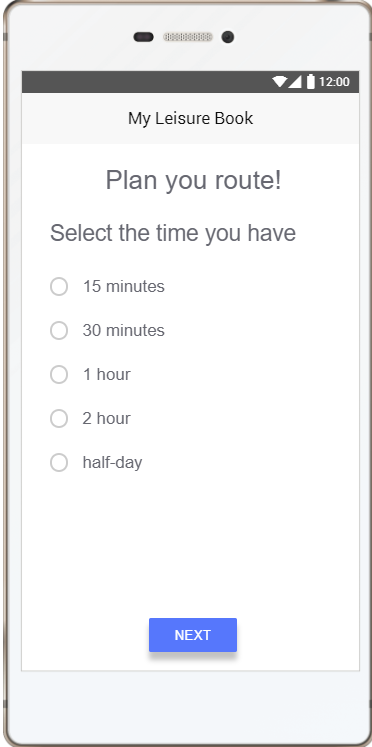 12:00
My Leisure Book
Plan you route!
Select the time you have
15 minutes
30 minutes
1 hour
2 hour
half-day
NEXT